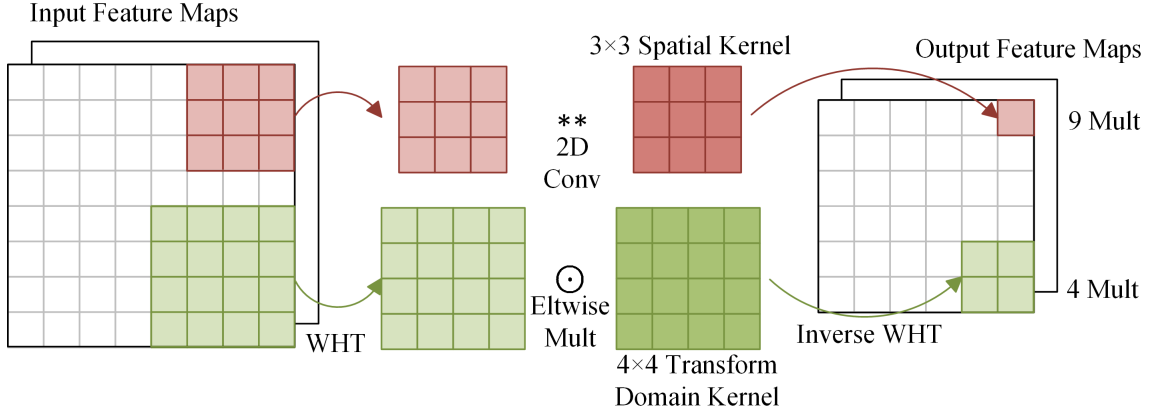 Input Feature Maps
3×3 Spatial Kernel
Output Feature Maps
**
2D
Conv
9 Mult
⊙
Eltwise
Mult
4 Mult
WHT
Inverse WHT
4×4 Transform
Domain Kernel